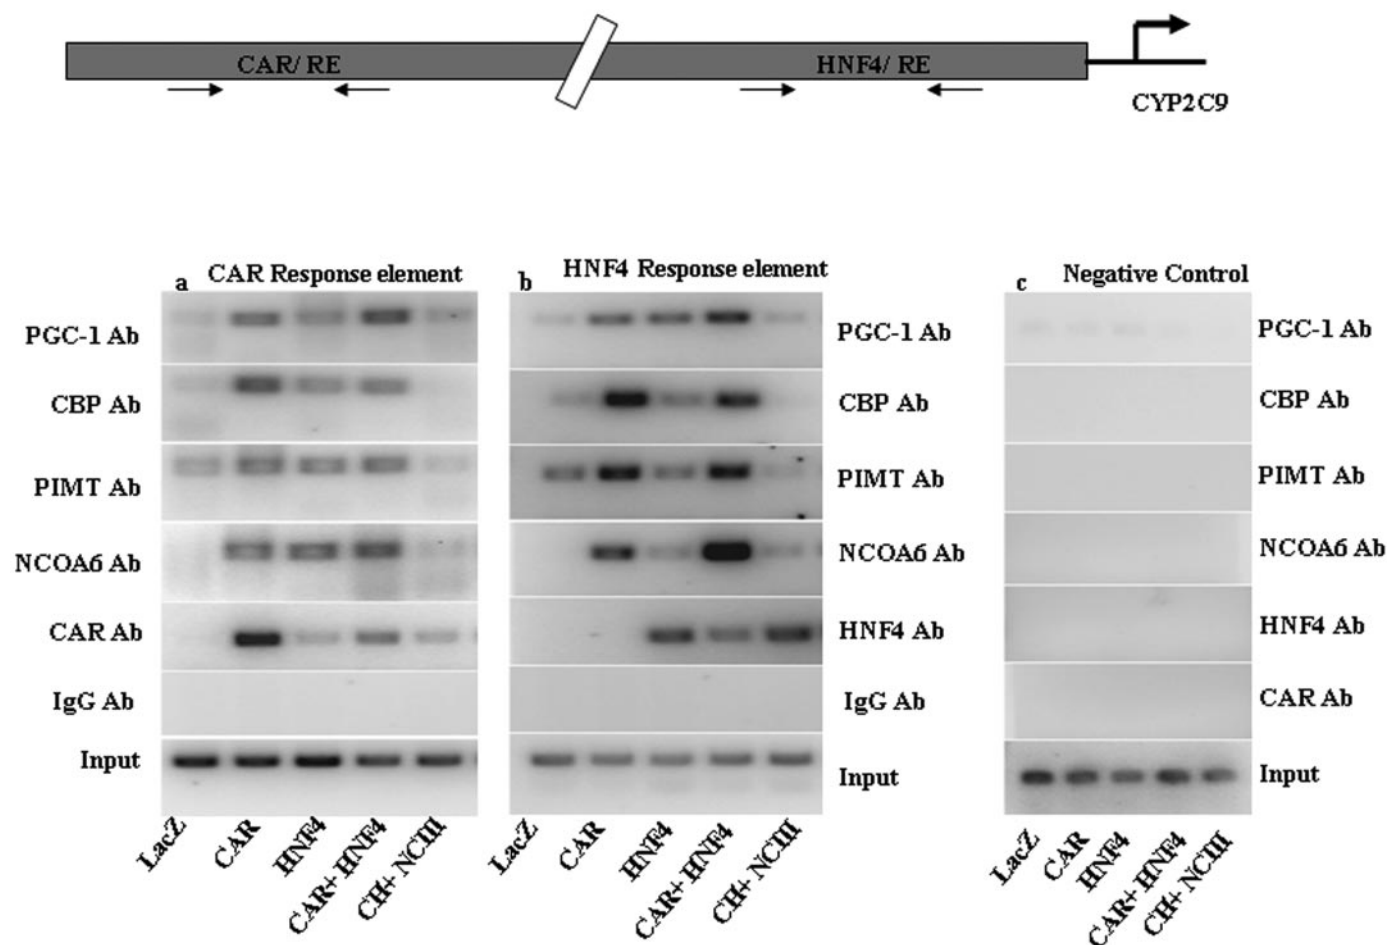 CAR/ RE
HNF4/ RE
CYP2C9
a CAR Response element
PGC-1 Ab
CBP Ab
PIMT Ab
NCOA6 Ab
CAR Ab
IgG Ab
Input
LacZ
CAR
HNF4
CAR+ HNF4
CH+ NCIII
b HNF4 Response element
PGC-1 Ab
CBP Ab
PIMT Ab
NCOA6 Ab
HNF4 Ab
IgG Ab
Input
LacZ
CAR
HNF4
CAR+ HNF4
CH+ NCIII
c Negative Control
PGC-1 Ab
CBP Ab
PIMT Ab
NCOA6 Ab
HNF4 Ab
CAR Ab
Input
LacZ
CAR
HNF4
CAR+ HNF4
CH+ NCIII